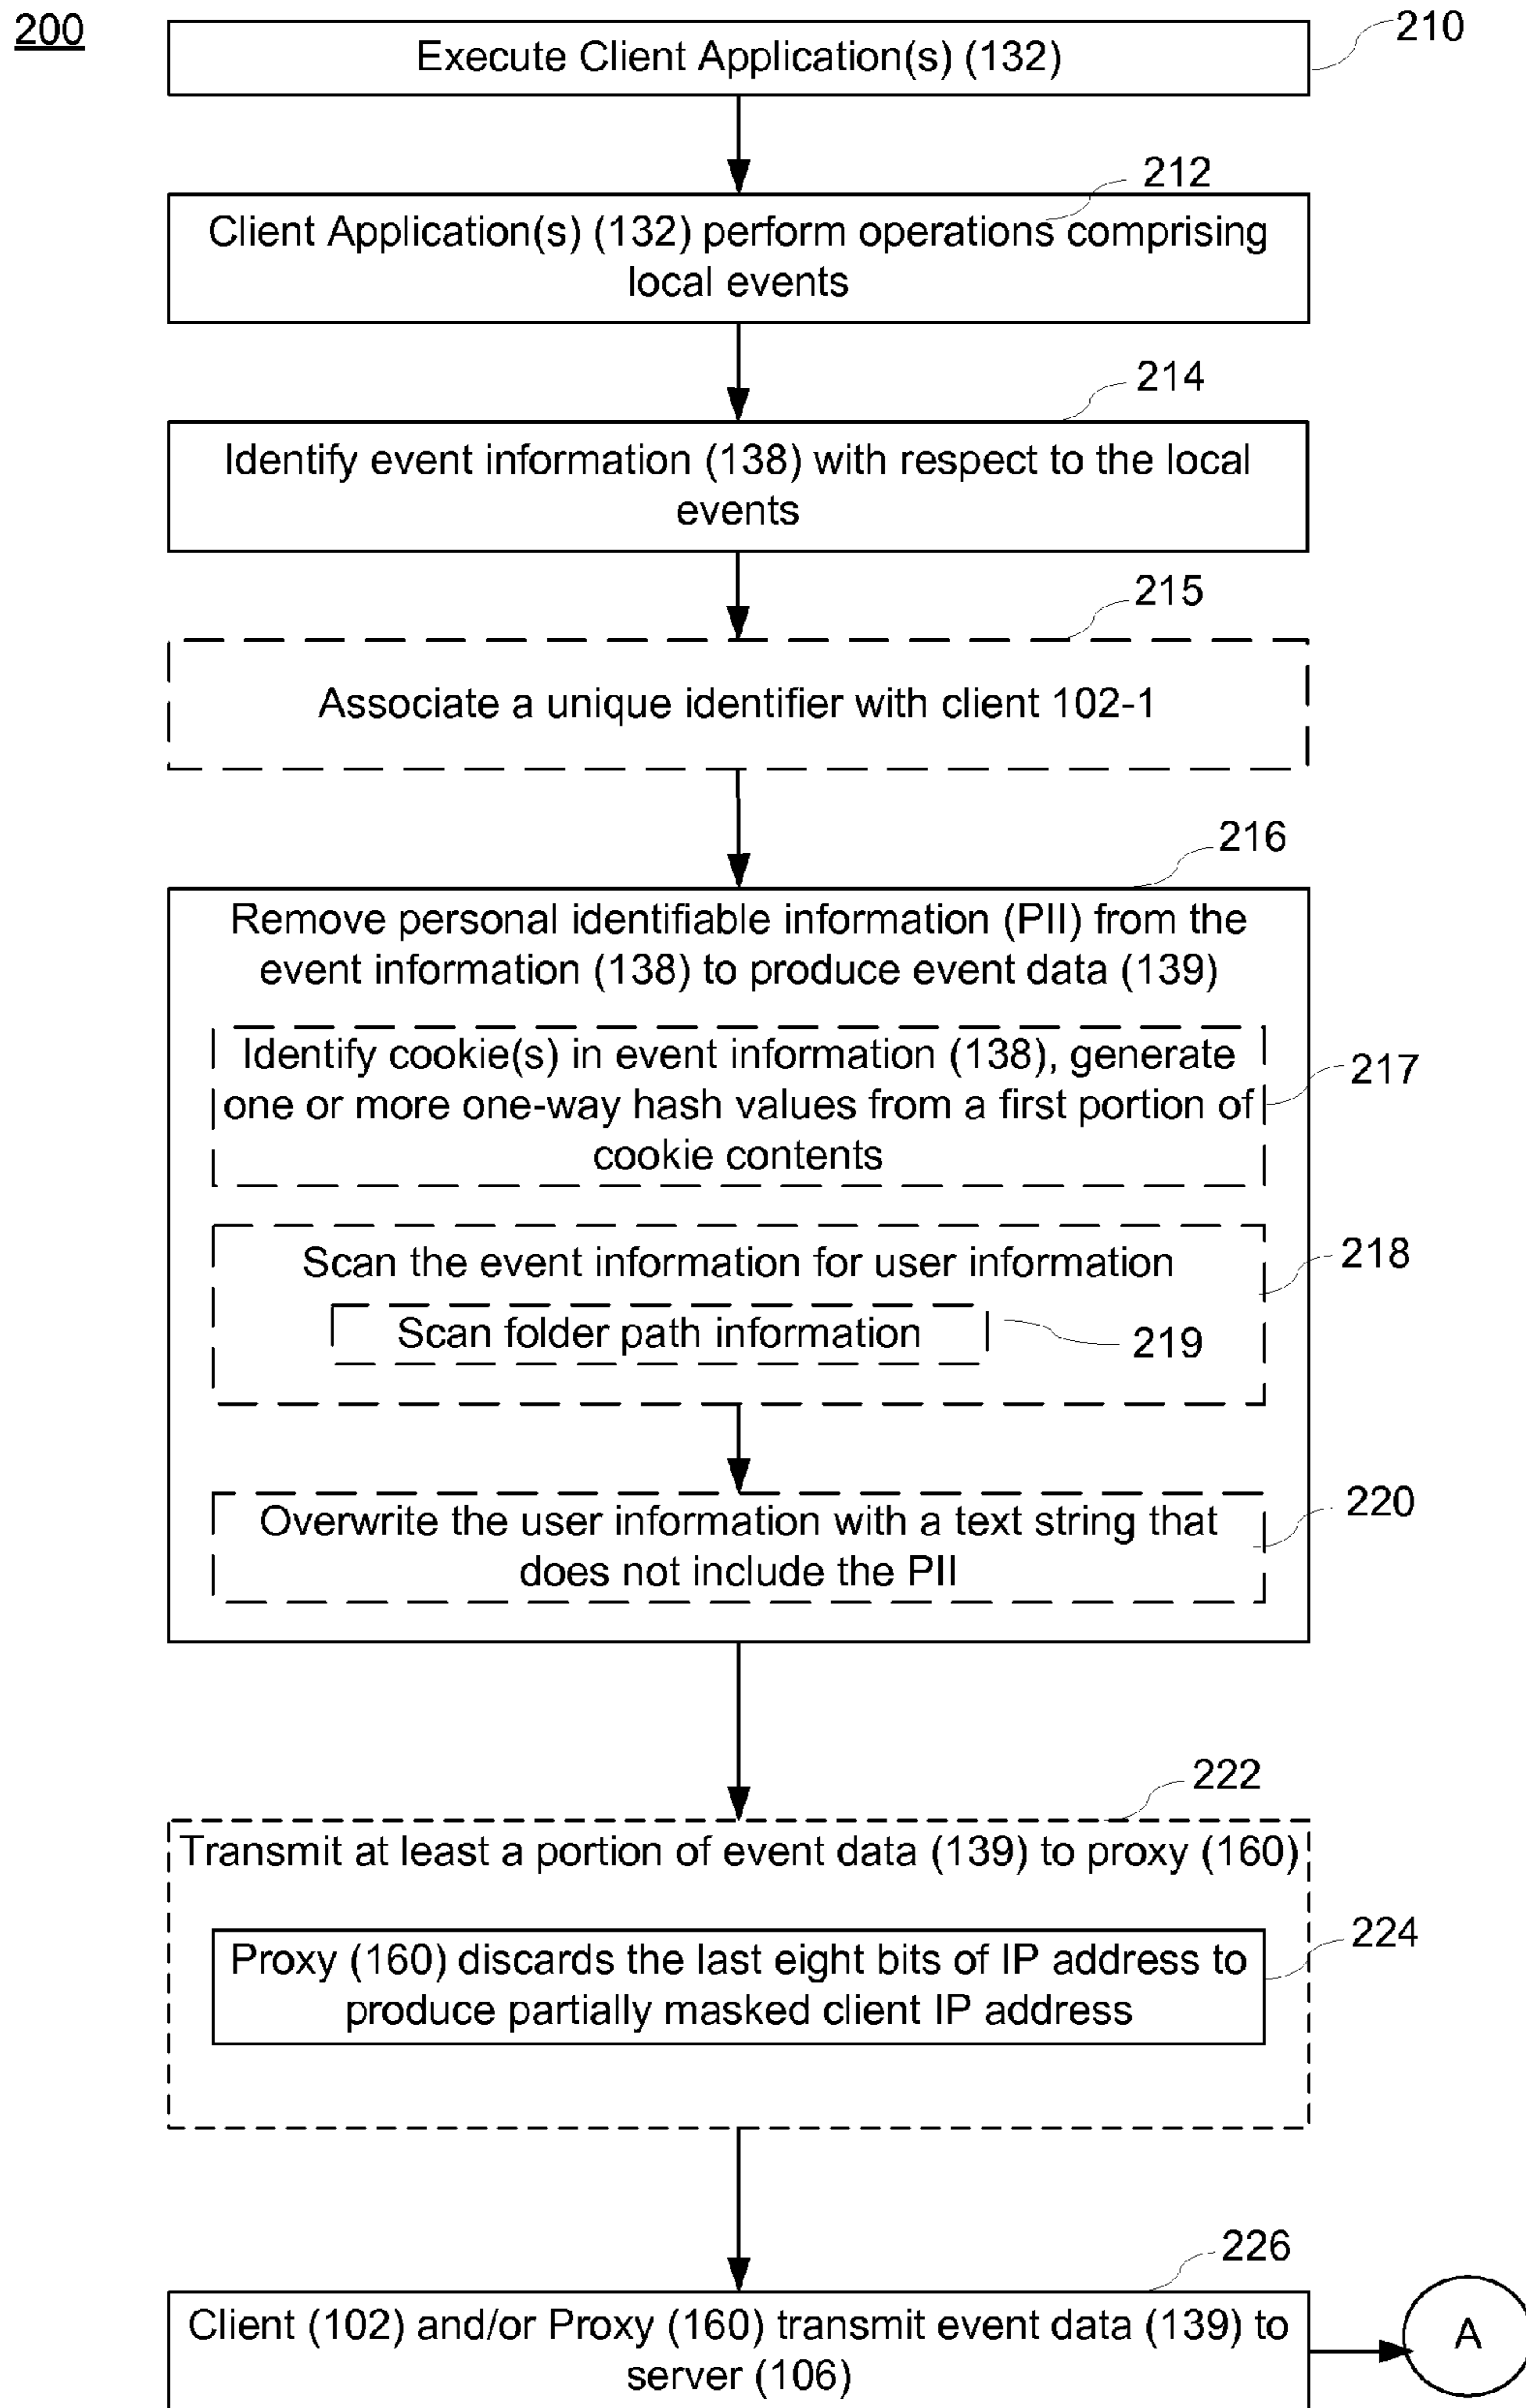 200
210
Execute Client Application(s) (132)
212
Client Application(s) (132) perform operations comprising
local events
214
Identify event information (138) with respect to the local
events
215
Associate a unique identifier with client 102-1
216
Remove personal identifiable information (PII) from the
event information (138) to produce event data (139)
Identify cookie(s) in event information (138), generate
one or more one-way hash values from a first portion of
cookie contents
217
Scan the event information for user information
218
Scan folder path information
219
Overwrite the user information with a text string that
does not include the PII
220
222
Transmit at least a portion of event data (139) to proxy (160)
Proxy (160) discards the last eight bits of IP address to
produce partially masked client IP address
224
226
Client (102) and/or Proxy (160) transmit event data (139) to
server (106)
A